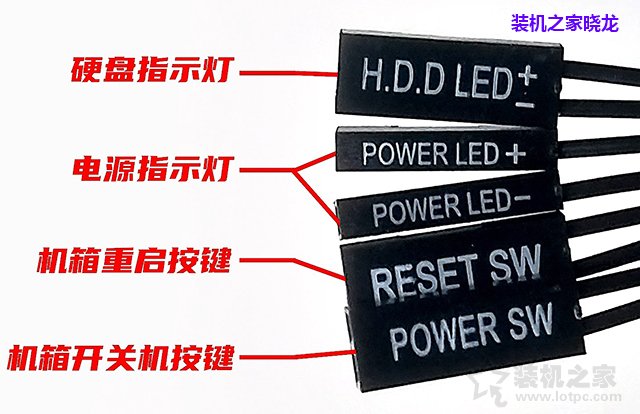 装机之家晓龙
硬盘指示灯
H.D.D LED+-
电源指示灯
POWER LED+
POWER LED-
机箱重启按键
RESET SW
机箱开关机按键
POWER SW
装机之家
www.lotpc.com